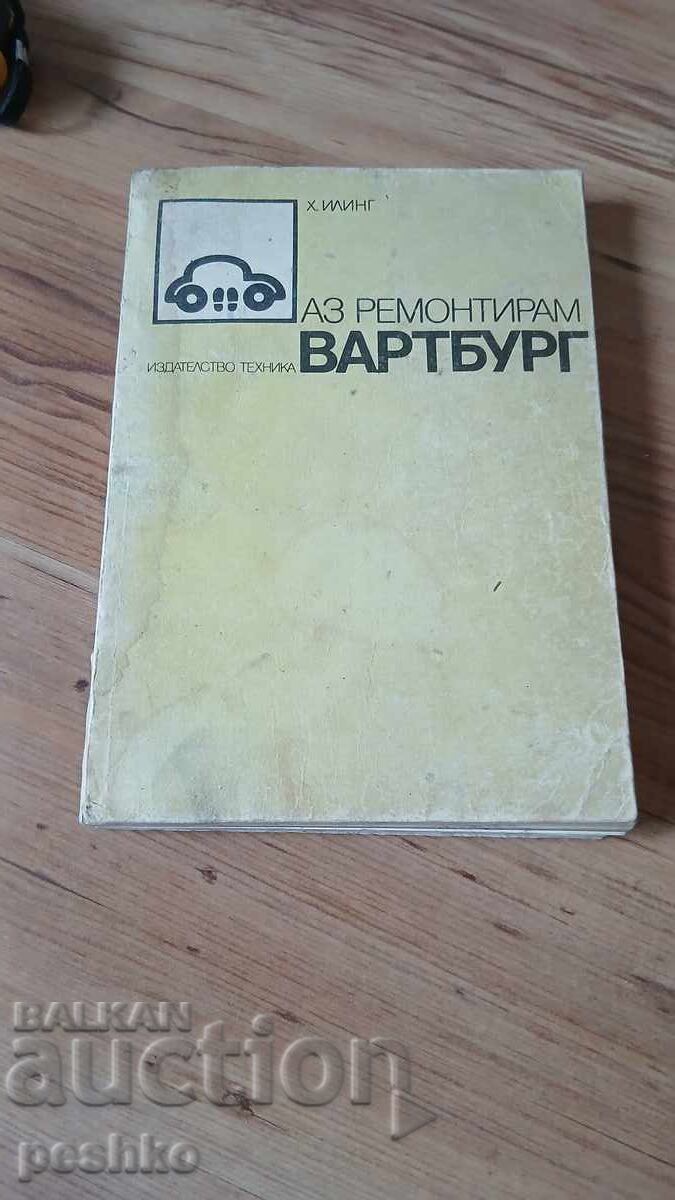 Х. ИЛИНГ
АЗ РЕМОНТИРАМ
ИЗДАТЕЛСТВО ТЕХНИКА ВАРТБУРГ
BALKAN
auction
peshko